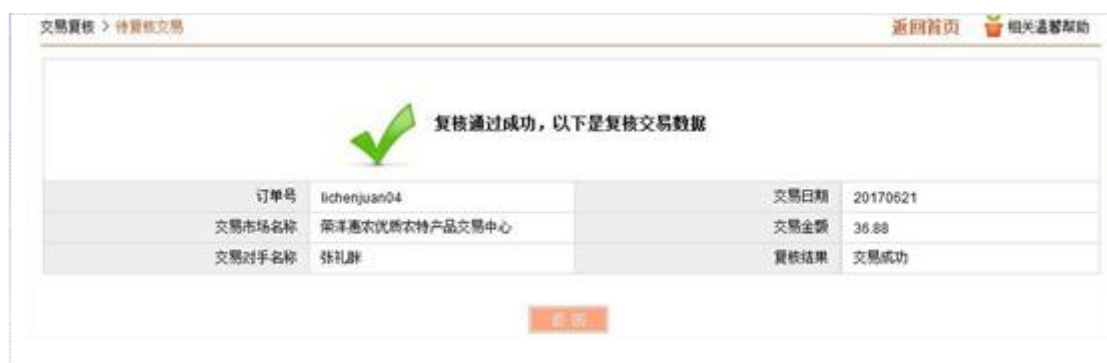 交易复核 > 待复核交易 返回首页 相关温馨帮助
复核通过成功，以下是复核交易数据
订单号 lichenjuan04 交易日期 20170621
交易市场名称 荣洋惠农优质农特产品交易中心 交易金额 36.88
交易对手名称 张礼 复核结果 交易成功
返回